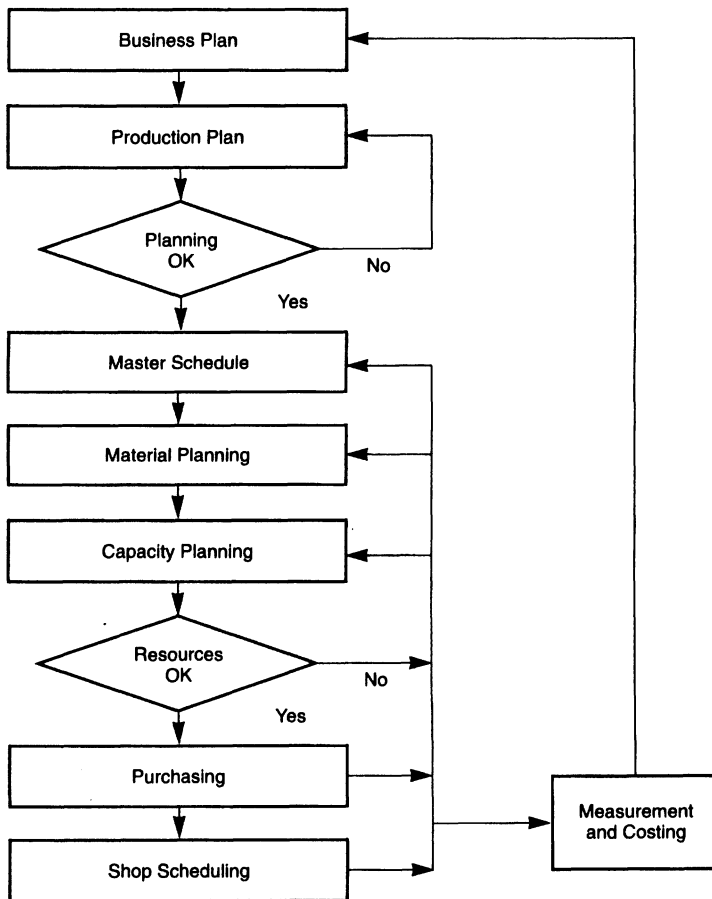 Business Plan
Production Plan
Planning
OK
No
Yes
Master Schedule
Material Planning
Capacity Planning
Resources
OK
No
Yes
Purchasing
Measurement
and Costing
Shop Scheduling